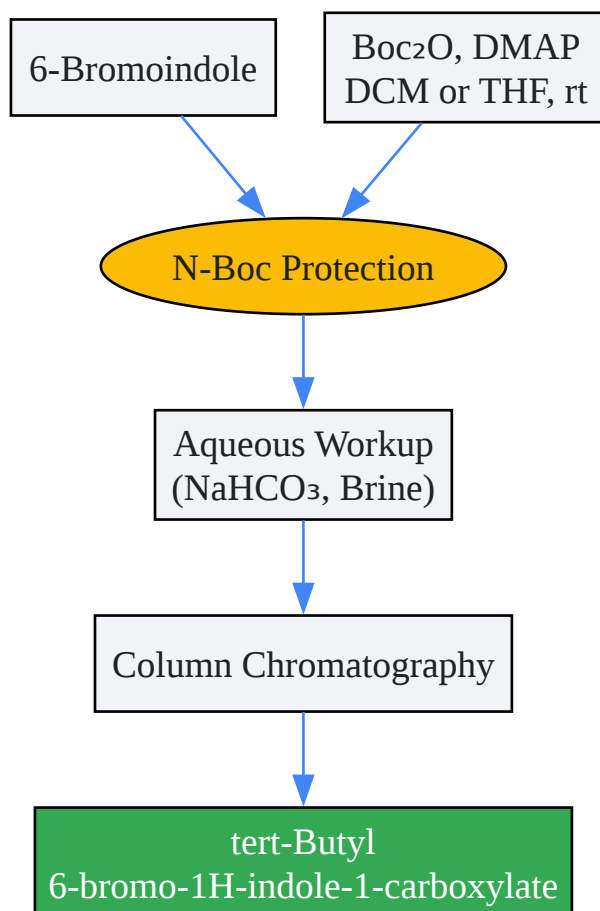 6-Bromoindole
Boc₂O, DMAP
DCM or THF, rt
N-Boc Protection
Aqueous Workup
(NaHCO₃, Brine)
Column Chromatography
tert-Butyl
6-bromo-1H-indole-1-carboxylate